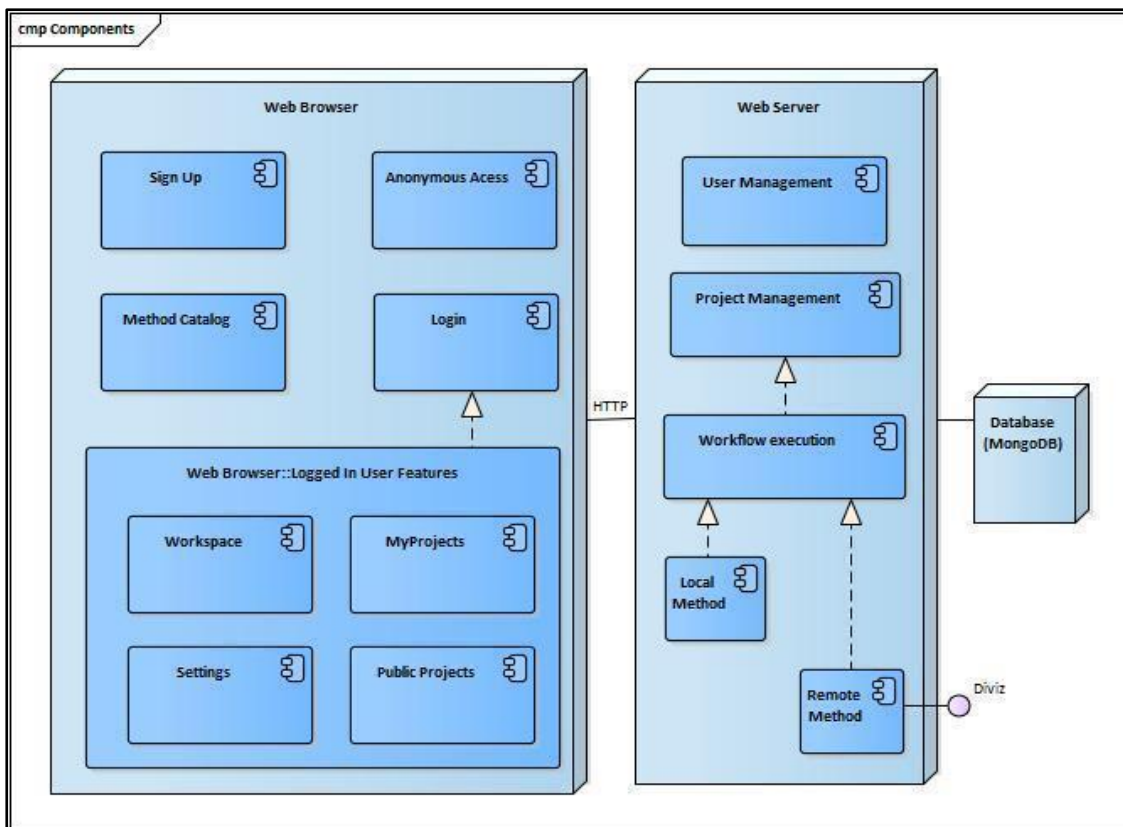 cmp Components
Web Browser
Sign Up
Anonymous Acess
Method Catalog
Login
Web Browser::Logged In User Features
Workspace
MyProjects
Settings
Public Projects
HTTP
Web Server
User Management
Project Management
Workflow execution
Local
Method
Remote
Method
Diviz
Database
(MongoDB)